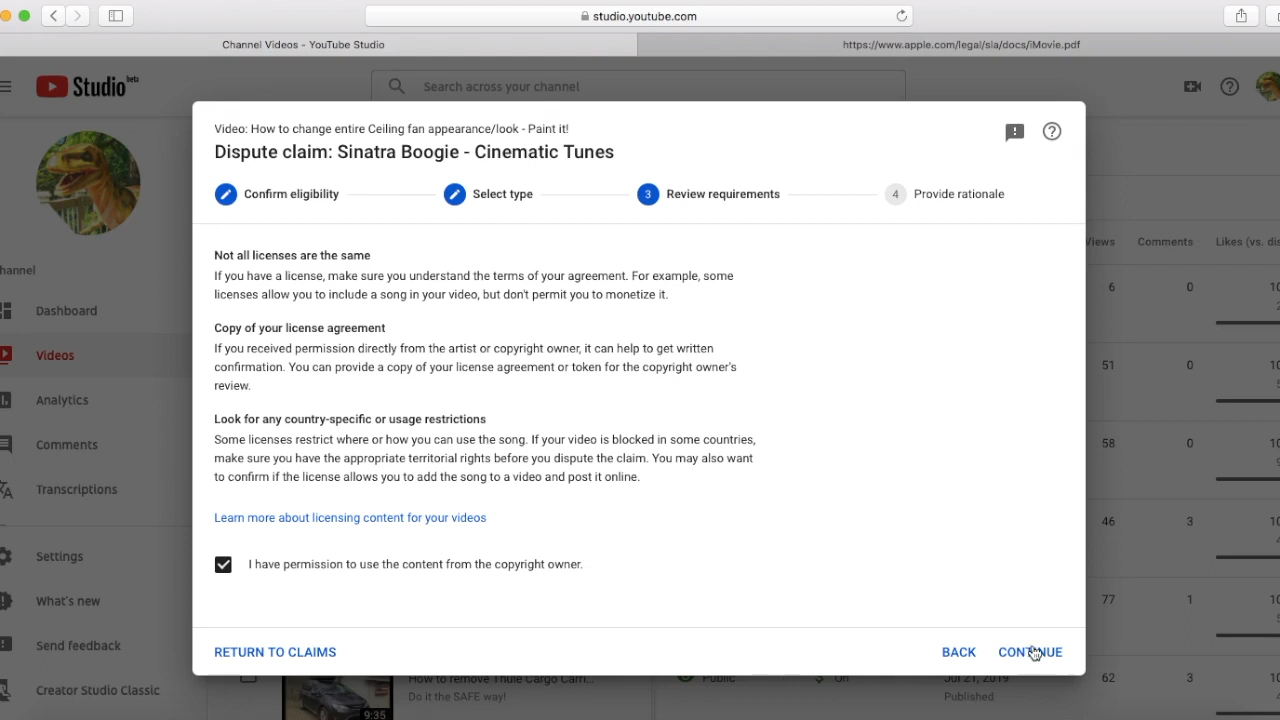 studio.youtube.com
Channel Videos - YouTube Studio
https://www.apple.com/legal/sla/docs/iMovie.pdf
Studio beta
Search across your channel
Video: How to change entire Ceiling fan appearance/look - Paint it!
Dispute claim: Sinatra Boogie - Cinematic Tunes
Confirm eligibility
Select type
3 Review requirements
4 Provide rationale
Not all licenses are the same
If you have a license, make sure you understand the terms of your agreement. For example, some
licenses allow you to include a song in your video, but don't permit you to monetize it.
Copy of your license agreement
If you received permission directly from the artist or copyright owner, it can help to get written
confirmation. You can provide a copy of your license agreement or token for the copyright owner's
review.
Look for any country-specific or usage restrictions
Some licenses restrict where or how you can use the song. If your video is blocked in some countries,
make sure you have the appropriate territorial rights before you dispute the claim. You may also want
to confirm if the license allows you to add the song to a video and post it online.
Learn more about licensing content for your videos
I have permission to use the content from the copyright owner.
RETURN TO CLAIMS
BACK
CONTINUE
hannel
Dashboard
Videos
Analytics
Comments
Transcriptions
Settings
What's new
Send feedback
Creator Studio Classic
Views
Comments
Likes (vs. dis
6 0 10
51 0 10
58 0 10
46 3 10
77 1 10
62 3 10
How to remove Thule Cargo Carri...
Do it the SAFE way!
9:35
Public
On
Jul 21, 2019
Published